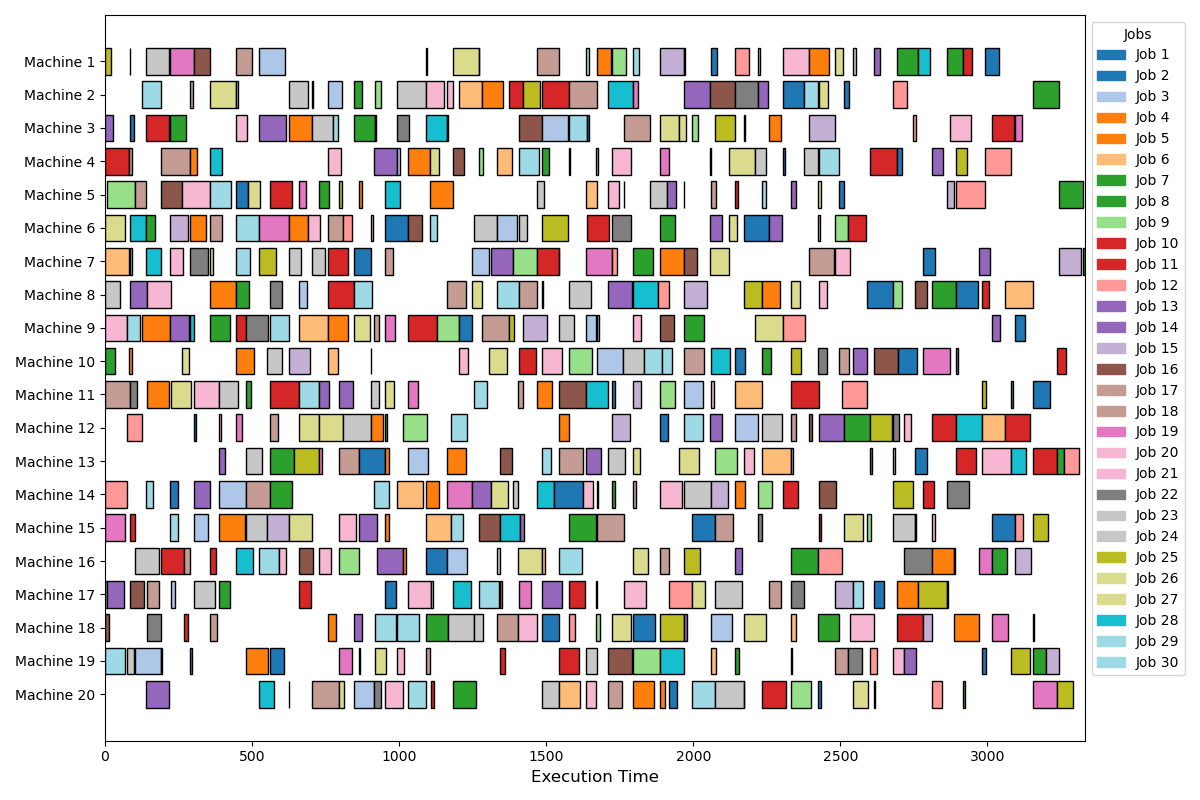 Machine 1
Machine 2
Machine 3
Machine 4
Machine 5
Machine 6
Machine 7
Machine 8
Machine 9
Machine 10
Machine 11
Machine 12
Machine 13
Machine 14
Machine 15
Machine 16
Machine 17
Machine 18
Machine 19
Machine 20
0 500 1000 1500 2000 2500 3000
Execution Time
Jobs
Job 1
Job 2
Job 3
Job 4
Job 5
Job 6
Job 7
Job 8
Job 9
Job 10
Job 11
Job 12
Job 13
Job 14
Job 15
Job 16
Job 17
Job 18
Job 19
Job 20
Job 21
Job 22
Job 23
Job 24
Job 25
Job 26
Job 27
Job 28
Job 29
Job 30